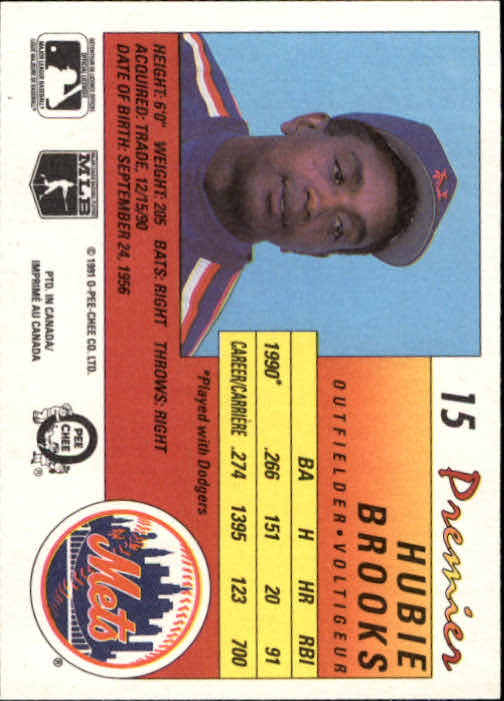 15 Premier
HUBIE
BROOKS
OUTFIELDER • VOLTIGEUR
BA H HR RBI
1990* .266 151 20 91
CAREER/CARRIÈRE .274 1395 123 700
*Played with Dodgers
HEIGHT: 6'0" WEIGHT: 205 BATS: RIGHT THROWS: RIGHT
ACQUIRED: TRADE, 12/15/90
DATE OF BIRTH: SEPTEMBER 24, 1956
Mets
®
MLB
© 1991 O-PEE-CHEE CO. LTD.
PTD. IN CANADA/
IMPRIMÉ AU CANADA
PEE
CHEE
®